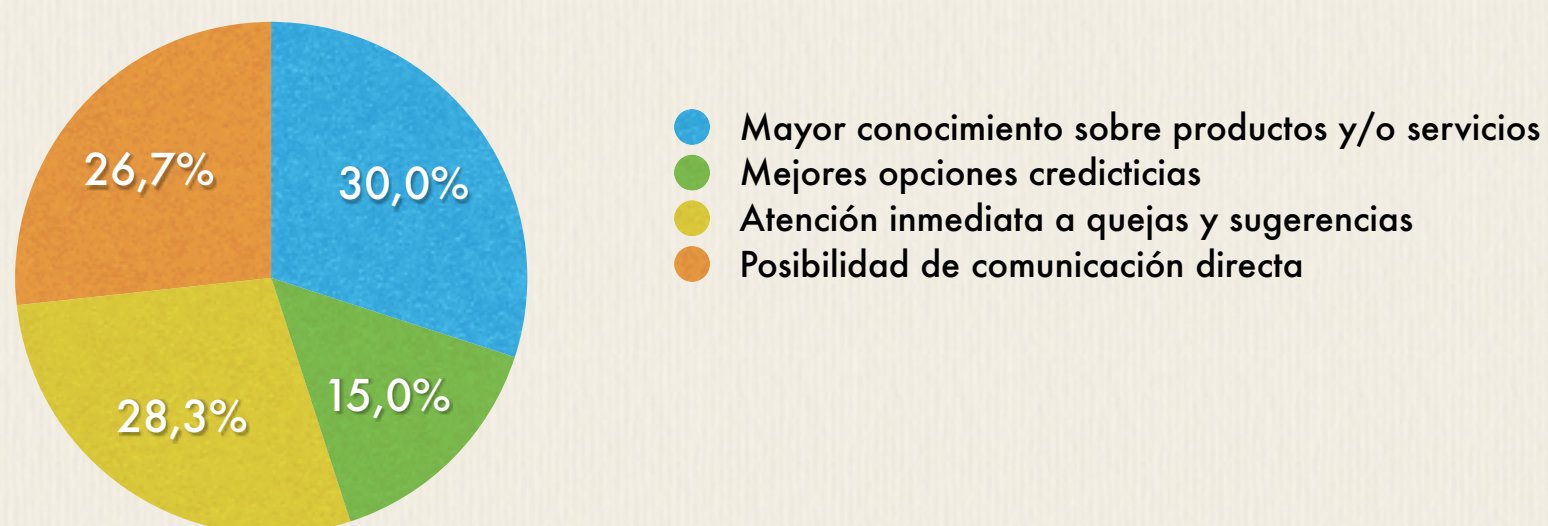 26,7%
30,0%
28,3%
15,0%
Mayor conocimiento sobre productos y/o servicios
Mejores opciones credicticias
Atención inmediata a quejas y sugerencias
Posibilidad de comunicación directa